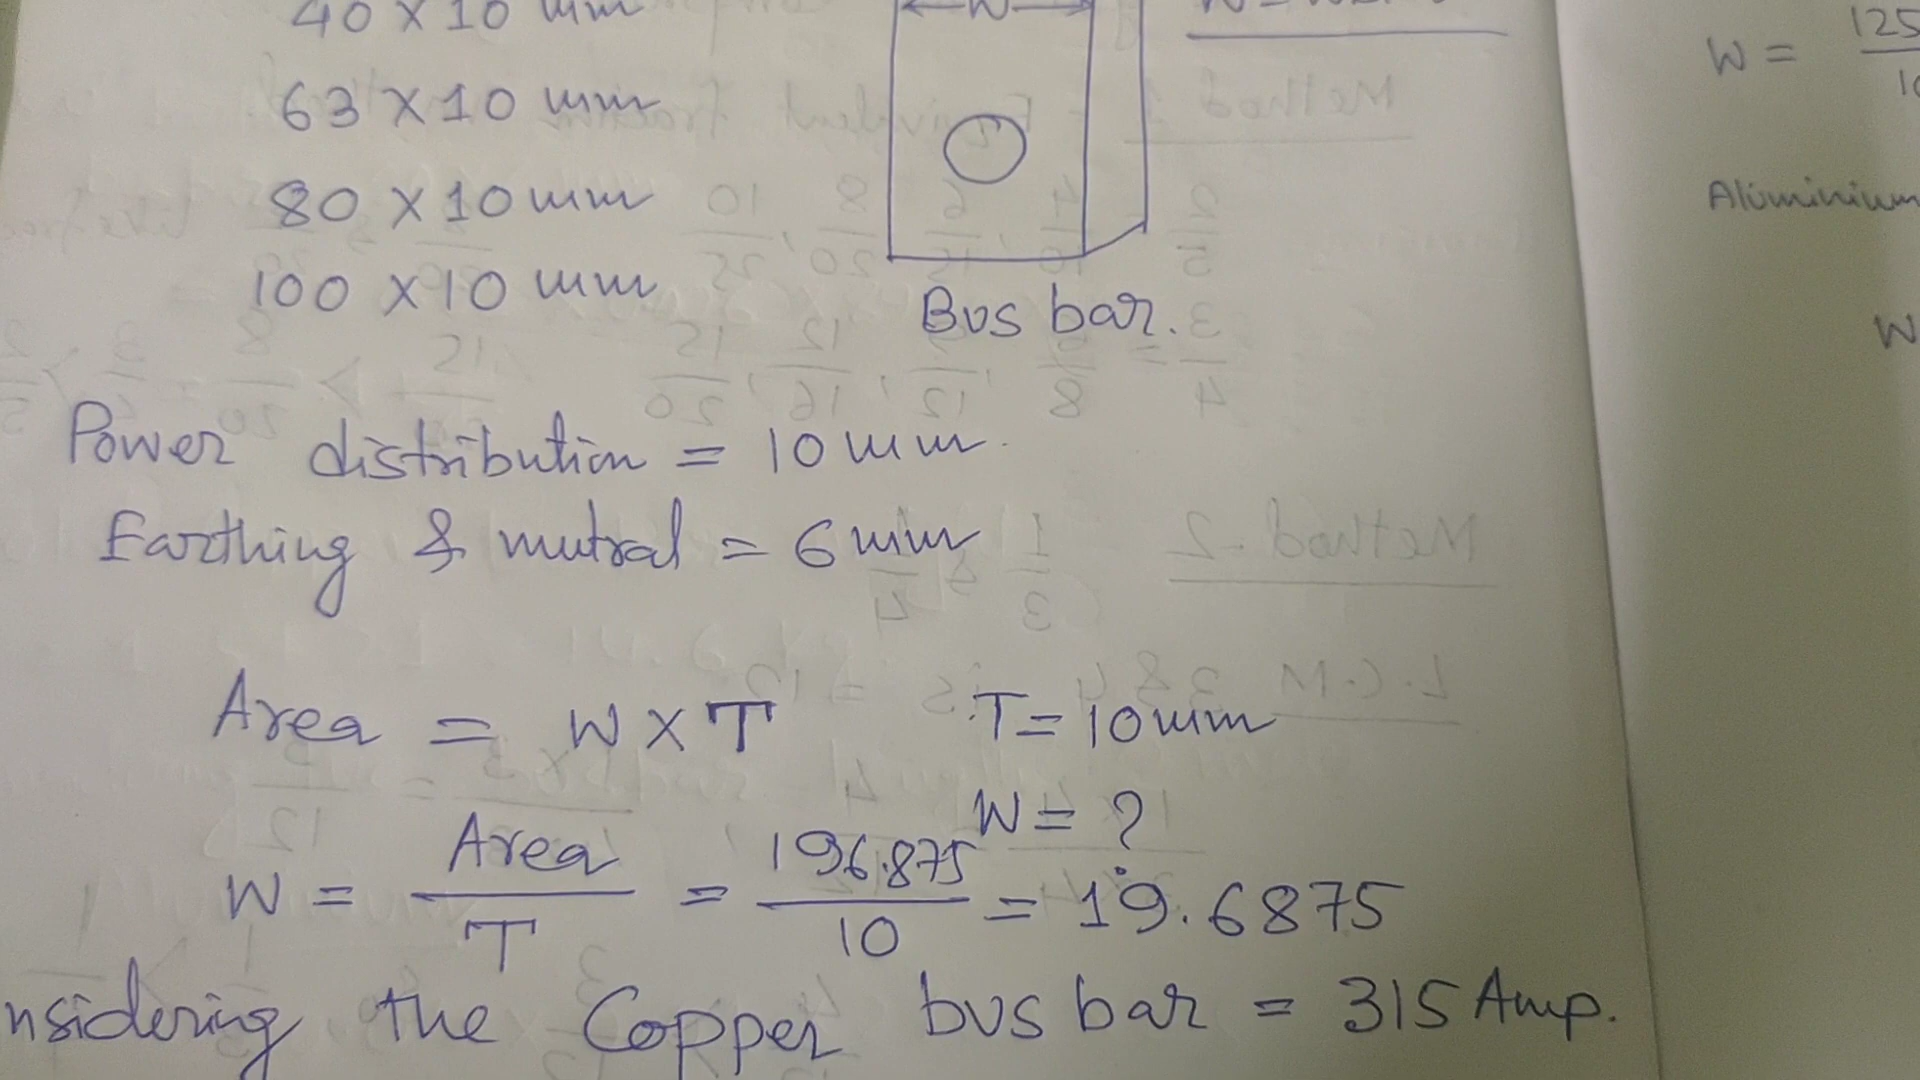 40 x 10 mm
W
63 x 10 mm
80 x 10 mm
100 x 10 mm
Bus bar.
Power distribution = 10 mm.
Earthing & nutral = 6 mm
Area = W x T T = 10 mm
W = ?
W = Area / T = 196.875 / 10 = 19.6875
nsidering the Copper bus bar = 315 Amp.
W = 125
Aluminium
W